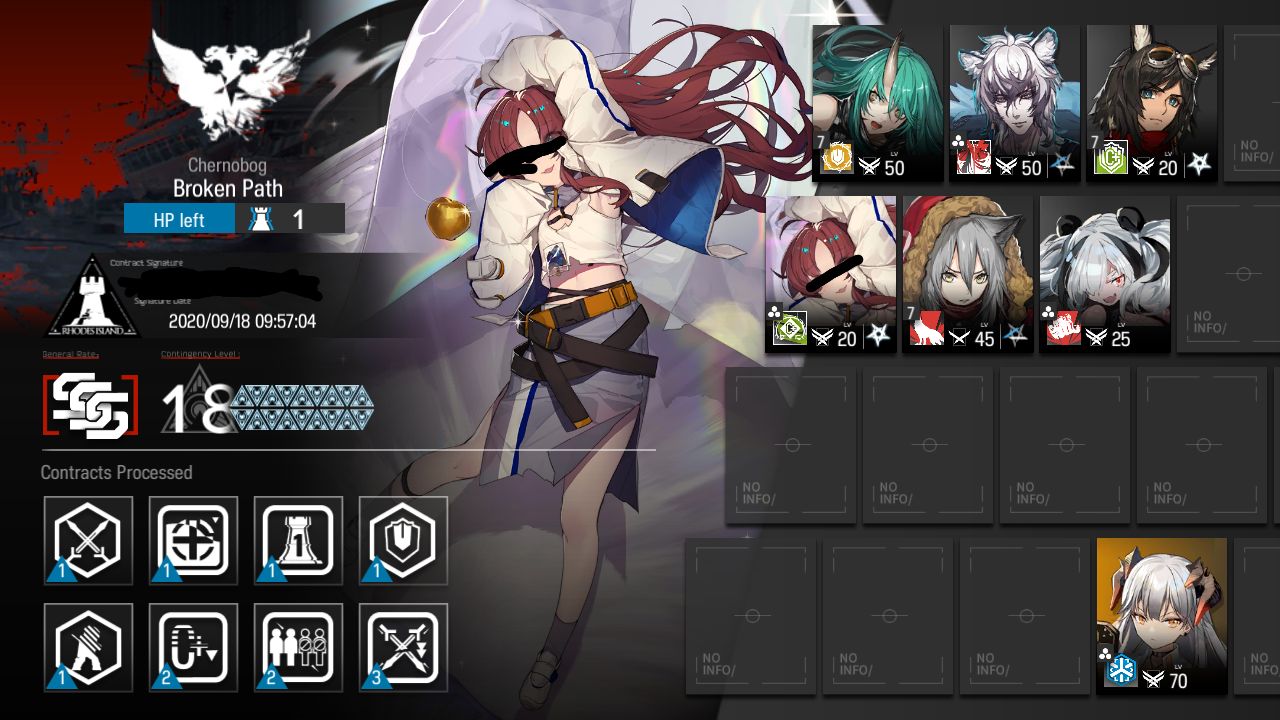 Chernobog
Broken Path
HP left 1
Contract Signature
Signature Date
2020/09/18 09:57:04
RHODES ISLAND
General Rate:
Contingency Level:
18
Contracts Processed
1
1
1
1
1
2
2
3
7
LV
50
LV
50
7
LV
20
NO
INFO/
LV
20
7
LV
45
LV
25
NO
INFO/
NO
INFO/
NO
INFO/
NO
INFO/
NO
INFO/
NO
INFO/
NO
INFO/
NO
INFO/
LV
70
NO
INFO/